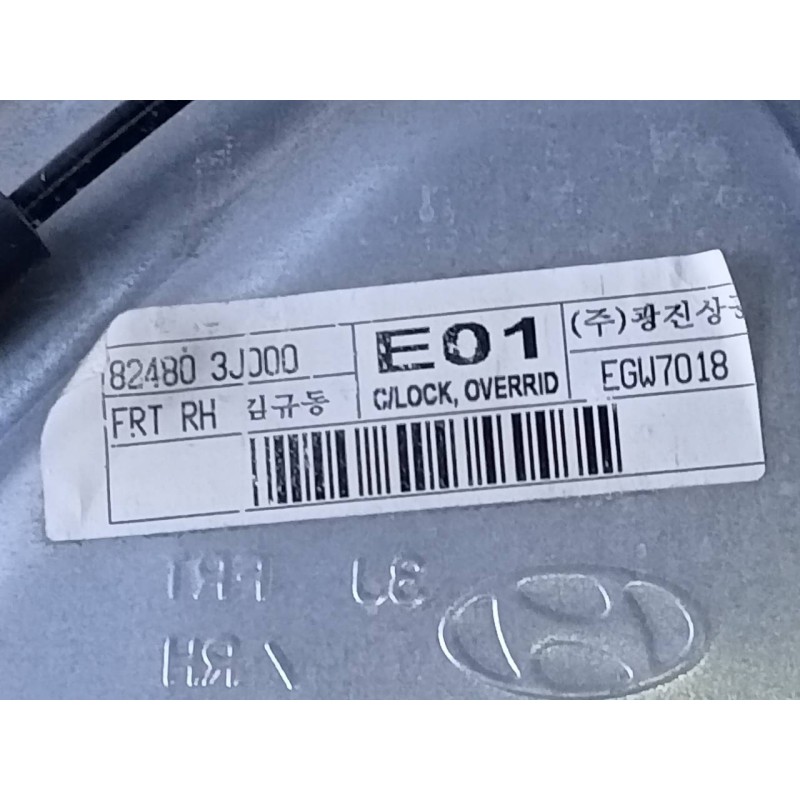 82480 3J000 E01 (주)광진상
FRT RH 김규동 C/LOCK, OVERRID EGW7018
FRT 3J
RH